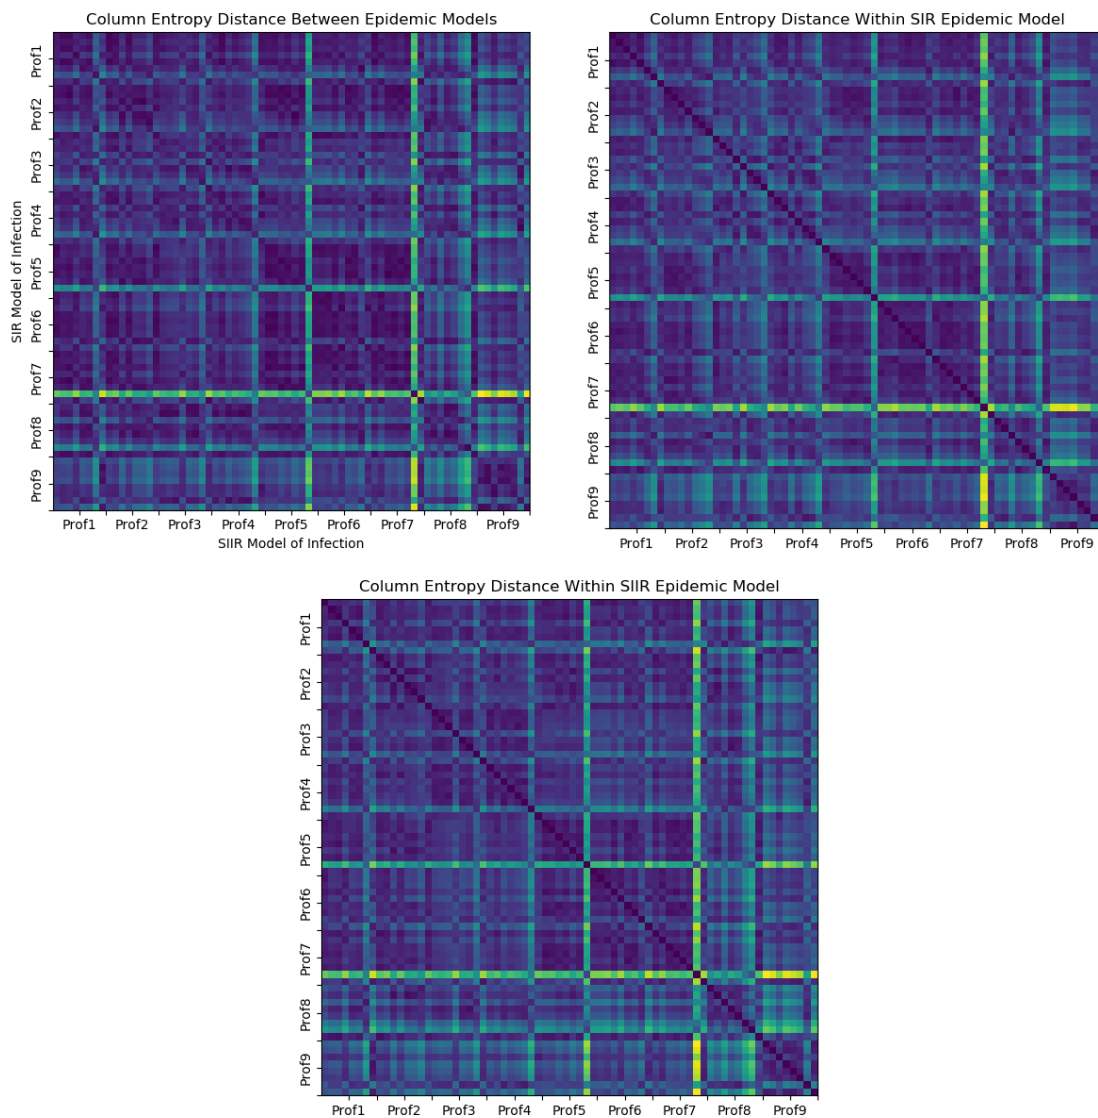 Column Entropy Distance Between Epidemic Models
SIR Model of Infection
Prof1
Prof2
Prof3
Prof4
Prof5
Prof6
Prof7
Prof8
Prof9
Prof1 Prof2 Prof3 Prof4 Prof5 Prof6 Prof7 Prof8 Prof9
SIIR Model of Infection
Column Entropy Distance Within SIR Epidemic Model
Prof1
Prof2
Prof3
Prof4
Prof5
Prof6
Prof7
Prof8
Prof9
Prof1 Prof2 Prof3 Prof4 Prof5 Prof6 Prof7 Prof8 Prof9
Column Entropy Distance Within SIIR Epidemic Model
Prof1
Prof2
Prof3
Prof4
Prof5
Prof6
Prof7
Prof8
Prof9
Prof1 Prof2 Prof3 Prof4 Prof5 Prof6 Prof7 Prof8 Prof9